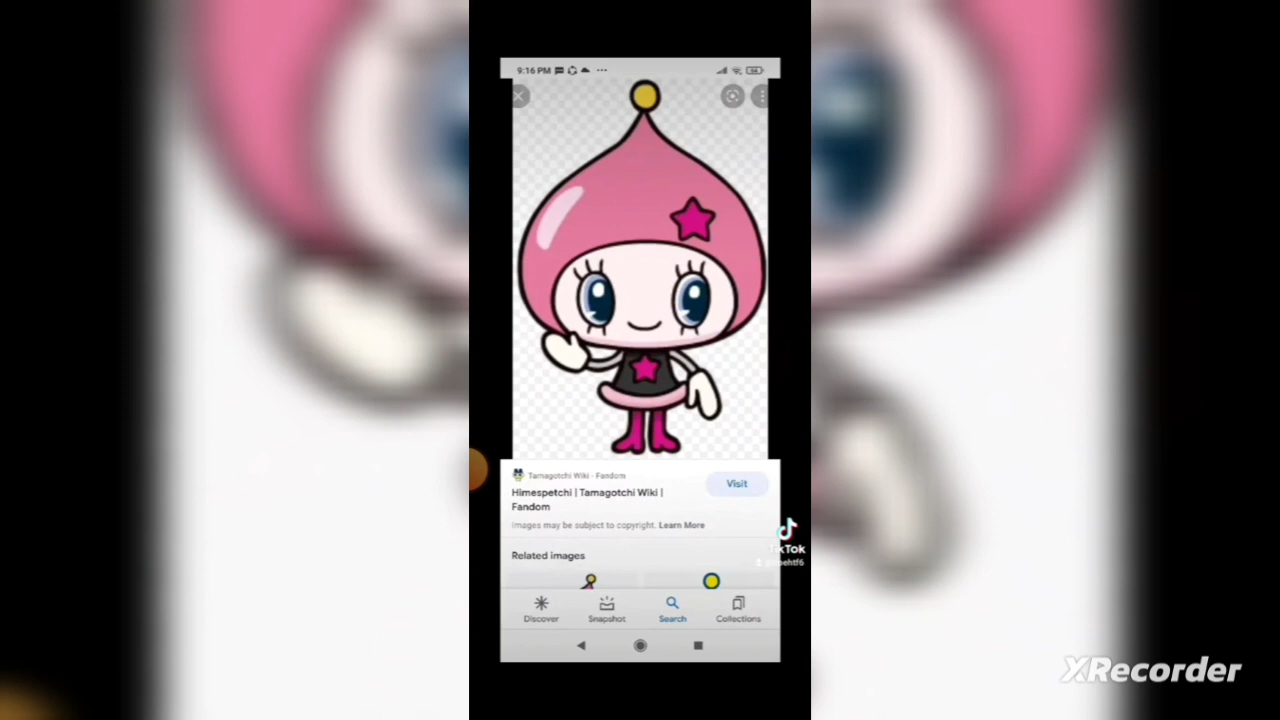 9:16 PM
Tamagotchi Wiki - Fandom
Himespetchi | Tamagotchi Wiki |
Fandom
Visit
Images may be subject to copyright. Learn More
Related images
TikTok
Discover
Snapshot
Search
Collections
XRecorder